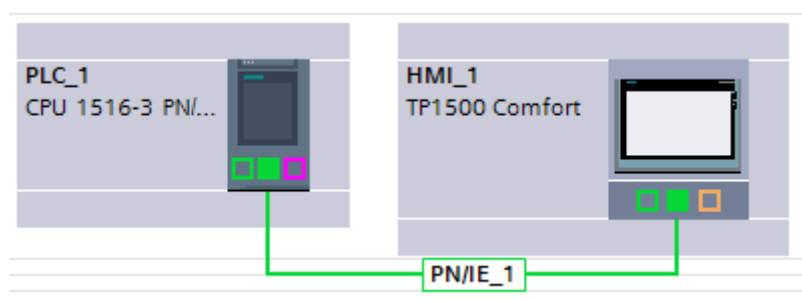 PLC_1
CPU 1516-3 PN/...
HMI_1
TP1500 Comfort
PN/IE_1